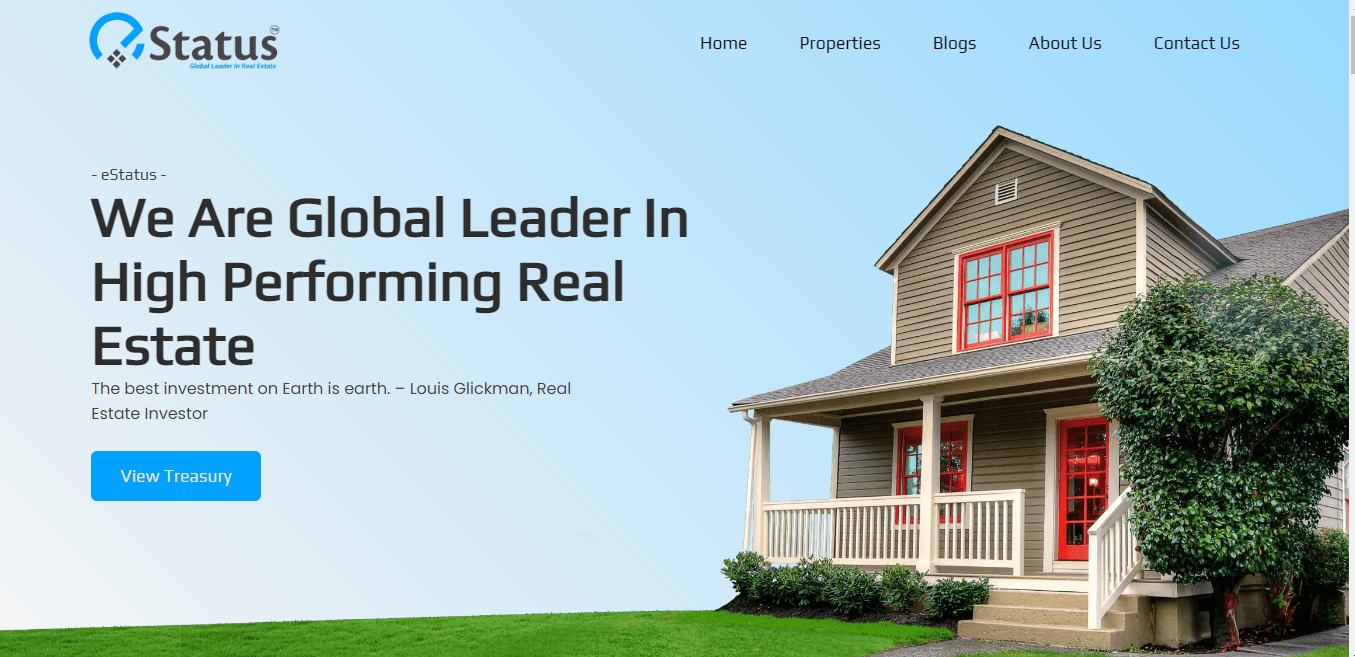 Status
TM
Global Leader In Real Estate
Home Properties Blogs About Us Contact Us
- eStatus -
We Are Global Leader In
High Performing Real
Estate
The best investment on Earth is earth. – Louis Glickman, Real
Estate Investor
View Treasury